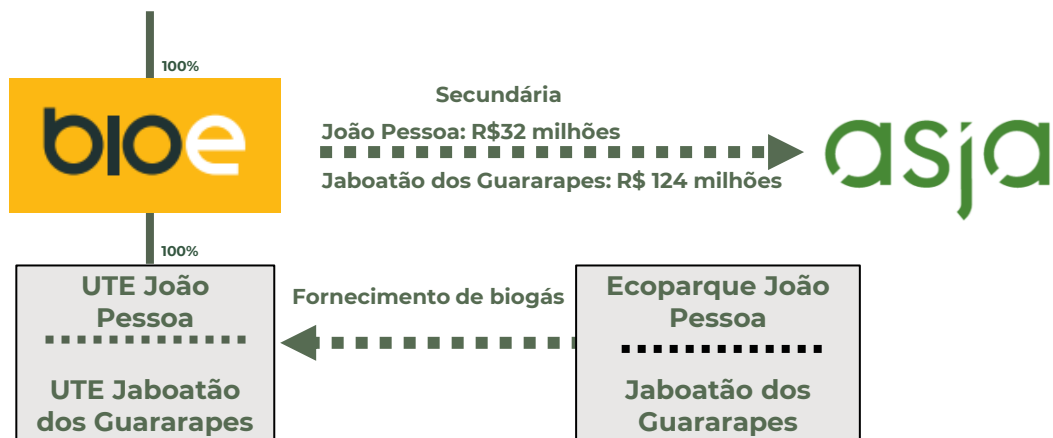 100%
bioe
Secundária
João Pessoa: R$32 milhões
Jaboatão dos Guararapes: R$ 124 milhões
asja
100%
UTE João
Pessoa
UTE Jaboatão
dos Guararapes
Fornecimento de biogás
Ecoparque João
Pessoa
Jaboatão dos
Guararapes